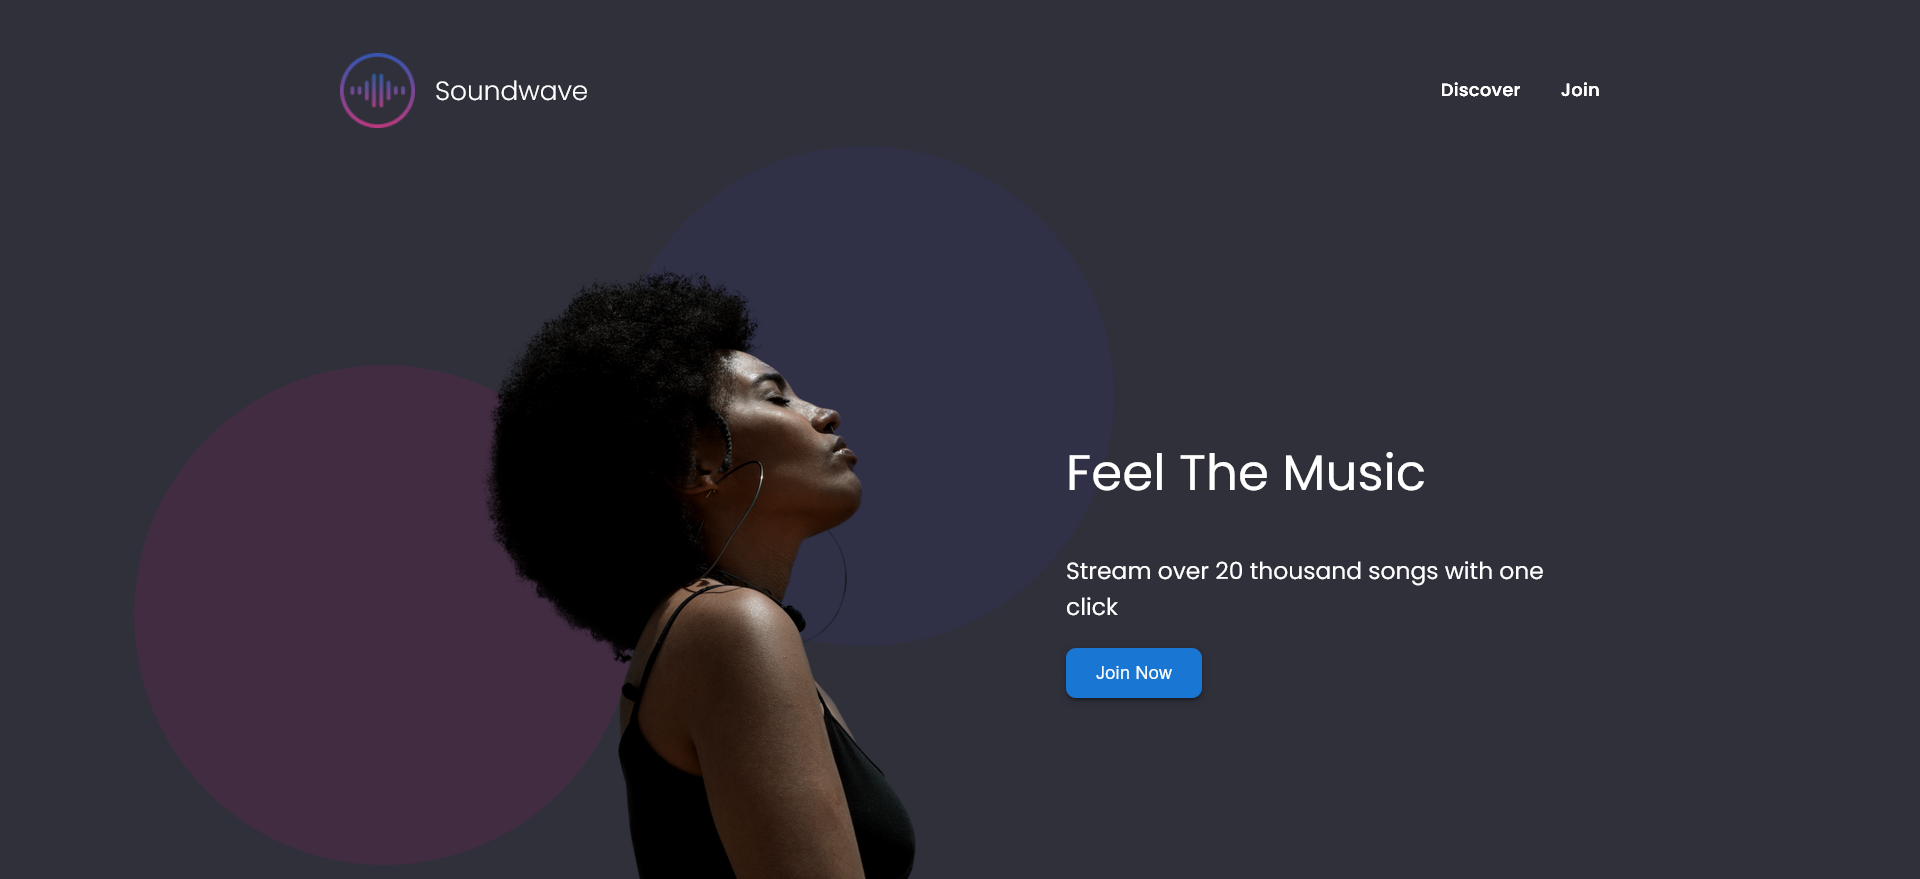 Soundwave
Discover
Join
Feel The Music
Stream over 20 thousand songs with one
click
Join Now